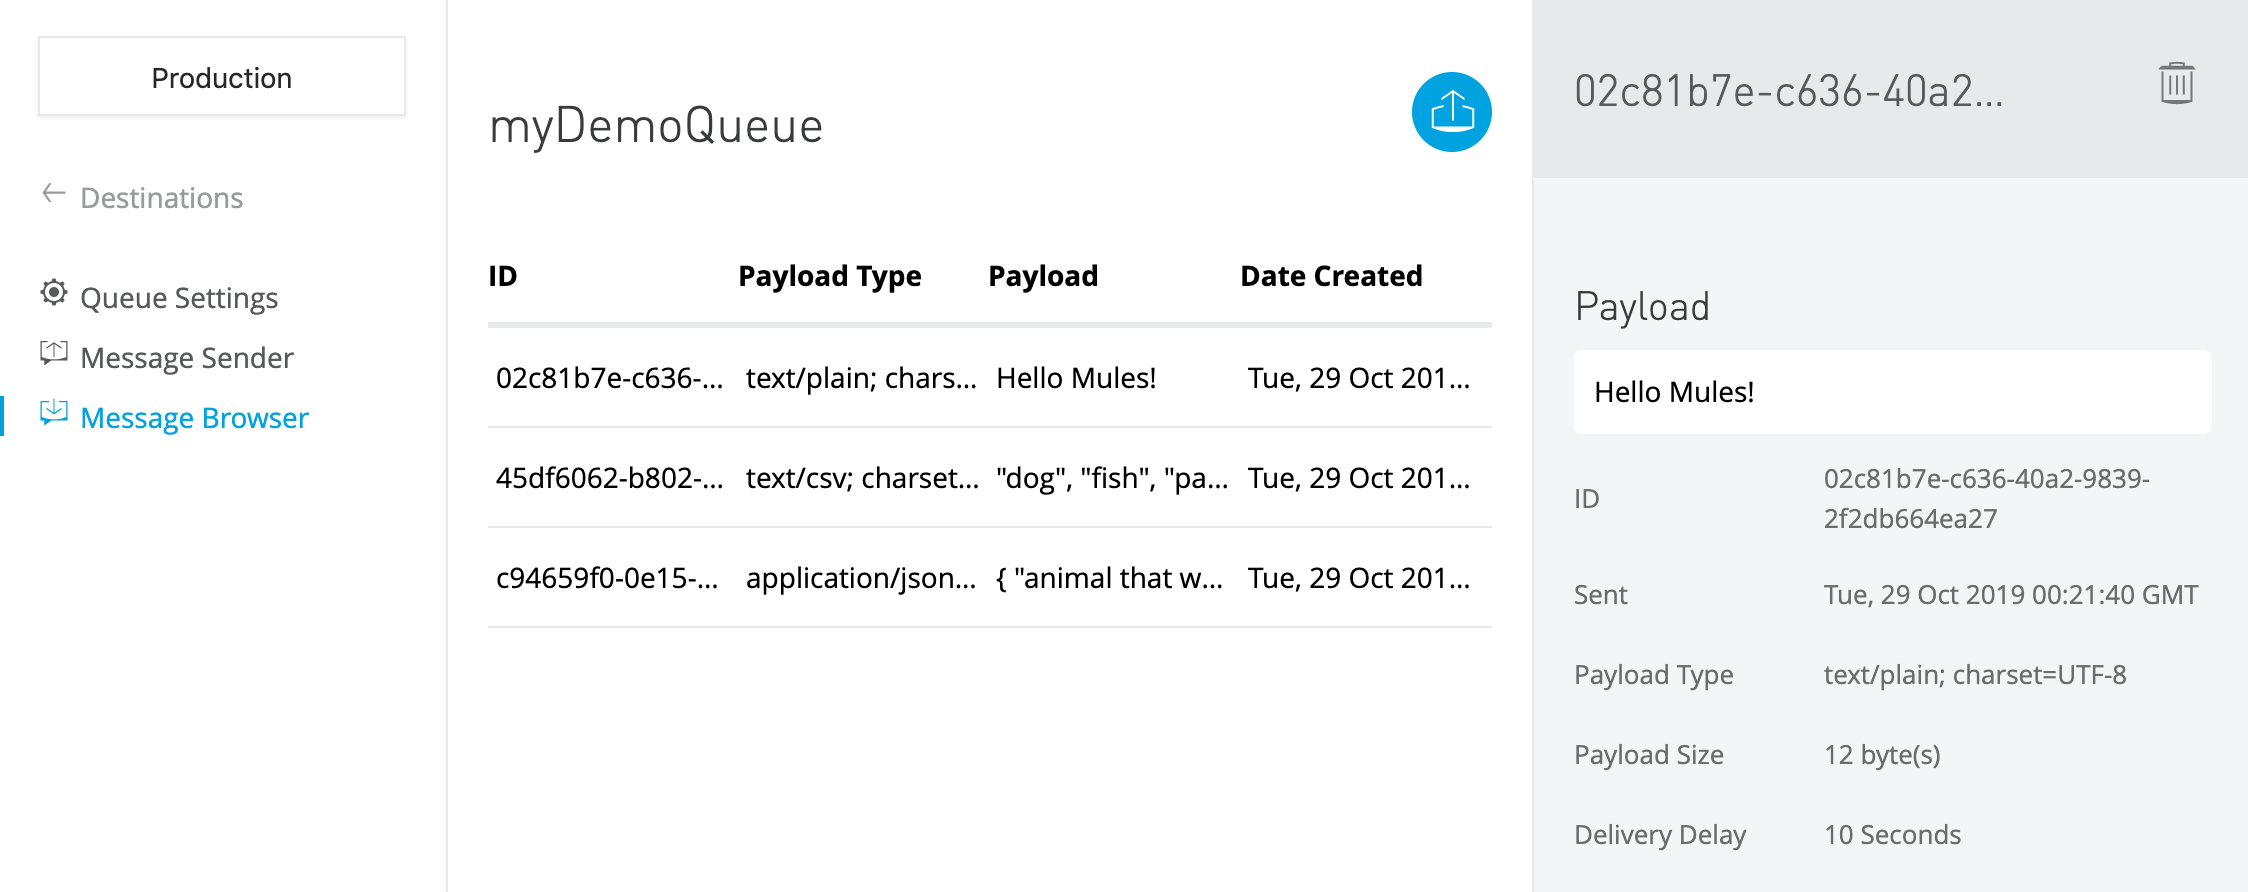 Production
Destinations
Queue Settings
Message Sender
Message Browser
myDemoQueue
ID Payload Type Payload Date Created
02c81b7e-c636-... text/plain; chars... Hello Mules! Tue, 29 Oct 201...
45df6062-b802-... text/csv; charset... "dog", "fish", "pa... Tue, 29 Oct 201...
c94659f0-0e15-... application/json... { "animal that w... Tue, 29 Oct 201...
02c81b7e-c636-40a2...
Payload
Hello Mules!
ID 02c81b7e-c636-40a2-9839-
2f2db664ea27
Sent Tue, 29 Oct 2019 00:21:40 GMT
Payload Type text/plain; charset=UTF-8
Payload Size 12 byte(s)
Delivery Delay 10 Seconds